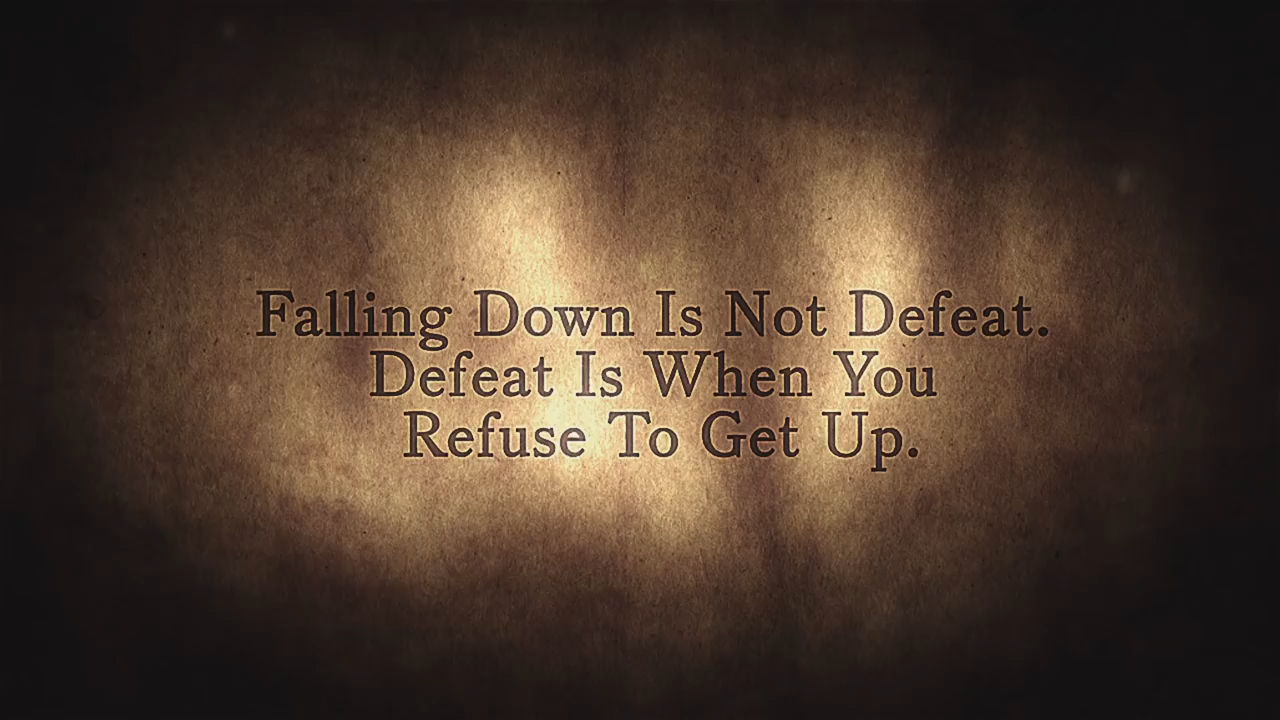 Falling Down Is Not Defeat.
Defeat Is When You
Refuse To Get Up.